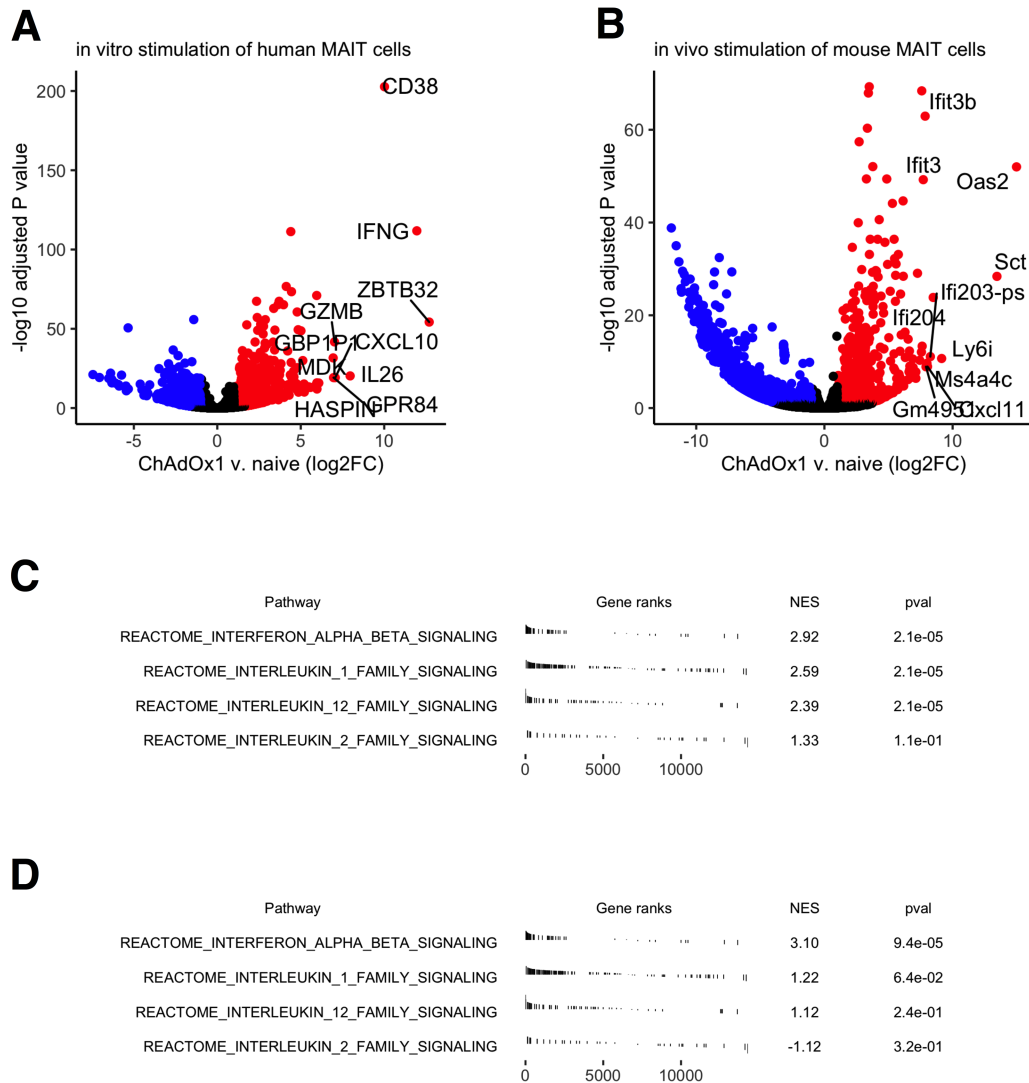 A
in vitro stimulation of human MAIT cells
-log10 adjusted P value
200
150
100
50
0
-5
0
5
10
ChAdOx1 v. naive (log2FC)
CD38
IFNG
ZBTB32
GZMB
GBP1P1
CXCL10
MDK
IL26
GPR84
HASPIN
B
in vivo stimulation of mouse MAIT cells
-log10 adjusted P value
60
40
20
0
-10
0
10
ChAdOx1 v. naive (log2FC)
Ifit3b
Ifit3
Oas2
Sct
Ifi203-ps
Ifi204
Ly6i
Ms4a4c
Cxcl11
C
Pathway Gene ranks NES pval
REACTOME_INTERFERON_ALPHA_BETA_SIGNALING 2.92 2.1e-05
REACTOME_INTERLEUKIN_1_FAMILY_SIGNALING 2.59 2.1e-05
REACTOME_INTERLEUKIN_12_FAMILY_SIGNALING 2.39 2.1e-05
REACTOME_INTERLEUKIN_2_FAMILY_SIGNALING 1.33 1.1e-01
0 5000 10000
D
Pathway Gene ranks NES pval
REACTOME_INTERFERON_ALPHA_BETA_SIGNALING 3.10 9.4e-05
REACTOME_INTERLEUKIN_1_FAMILY_SIGNALING 1.22 6.4e-02
REACTOME_INTERLEUKIN_12_FAMILY_SIGNALING 1.12 2.4e-01
REACTOME_INTERLEUKIN_2_FAMILY_SIGNALING -1.12 3.2e-01
0 5000 10000